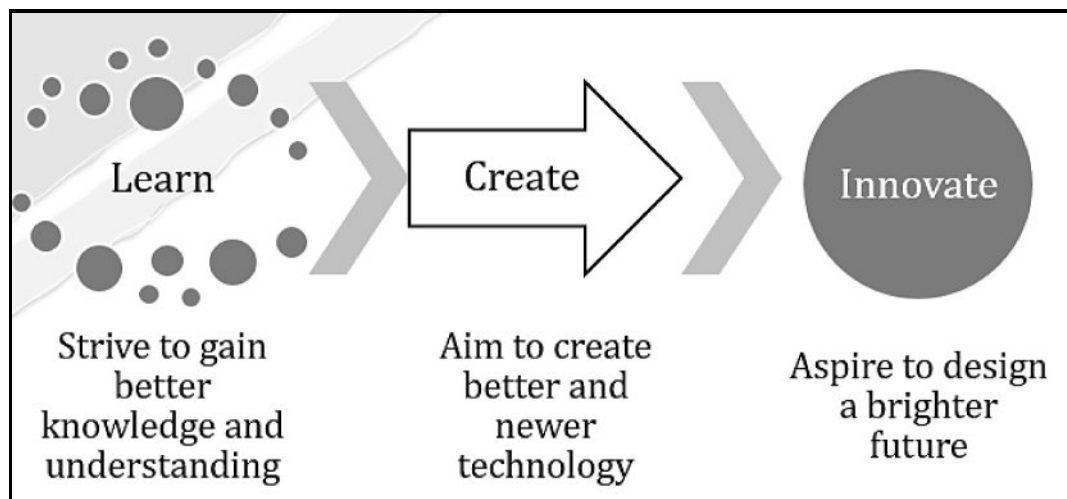 Learn
Strive to gain
better
knowledge and
understanding
Create
Aim to create
better and
newer
technology
Innovate
Aspire to design
a brighter
future